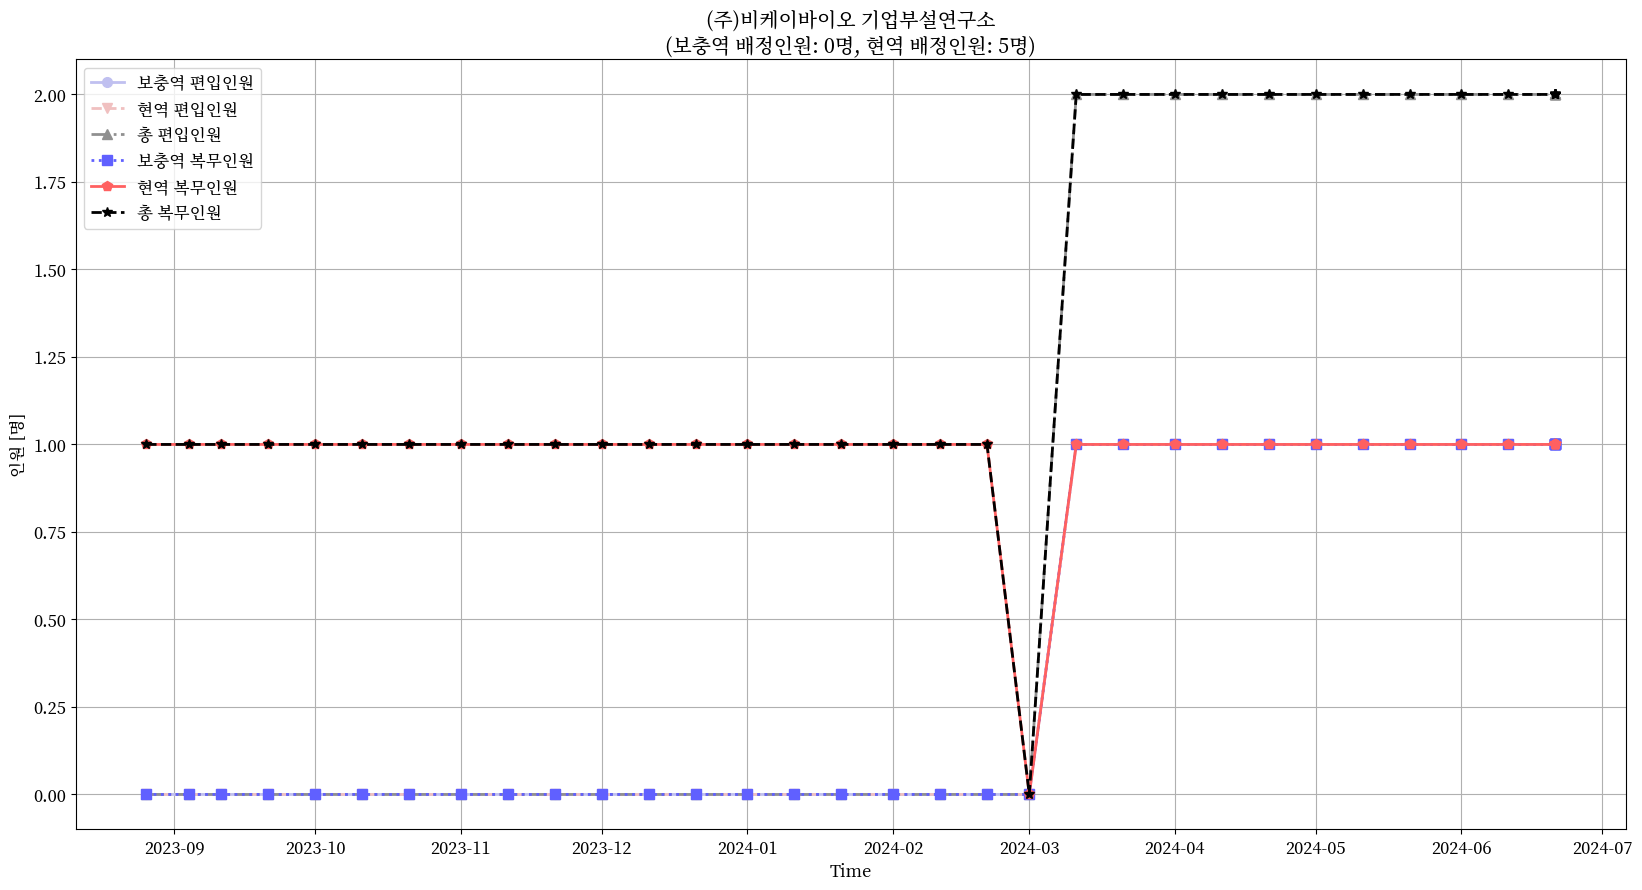 (주)비케이바이오 기업부설연구소
(보충역 배정인원: 0명, 현역 배정인원: 5명)
보충역 편입인원
현역 편입인원
총 편입인원
보충역 복무인원
현역 복무인원
총 복무인원
2.00
1.75
1.50
1.25
1.00
0.75
0.50
0.25
0.00
인원 [명]
2023-09 2023-10 2023-11 2023-12 2024-01 2024-02 2024-03 2024-04 2024-05 2024-06 2024-07
Time